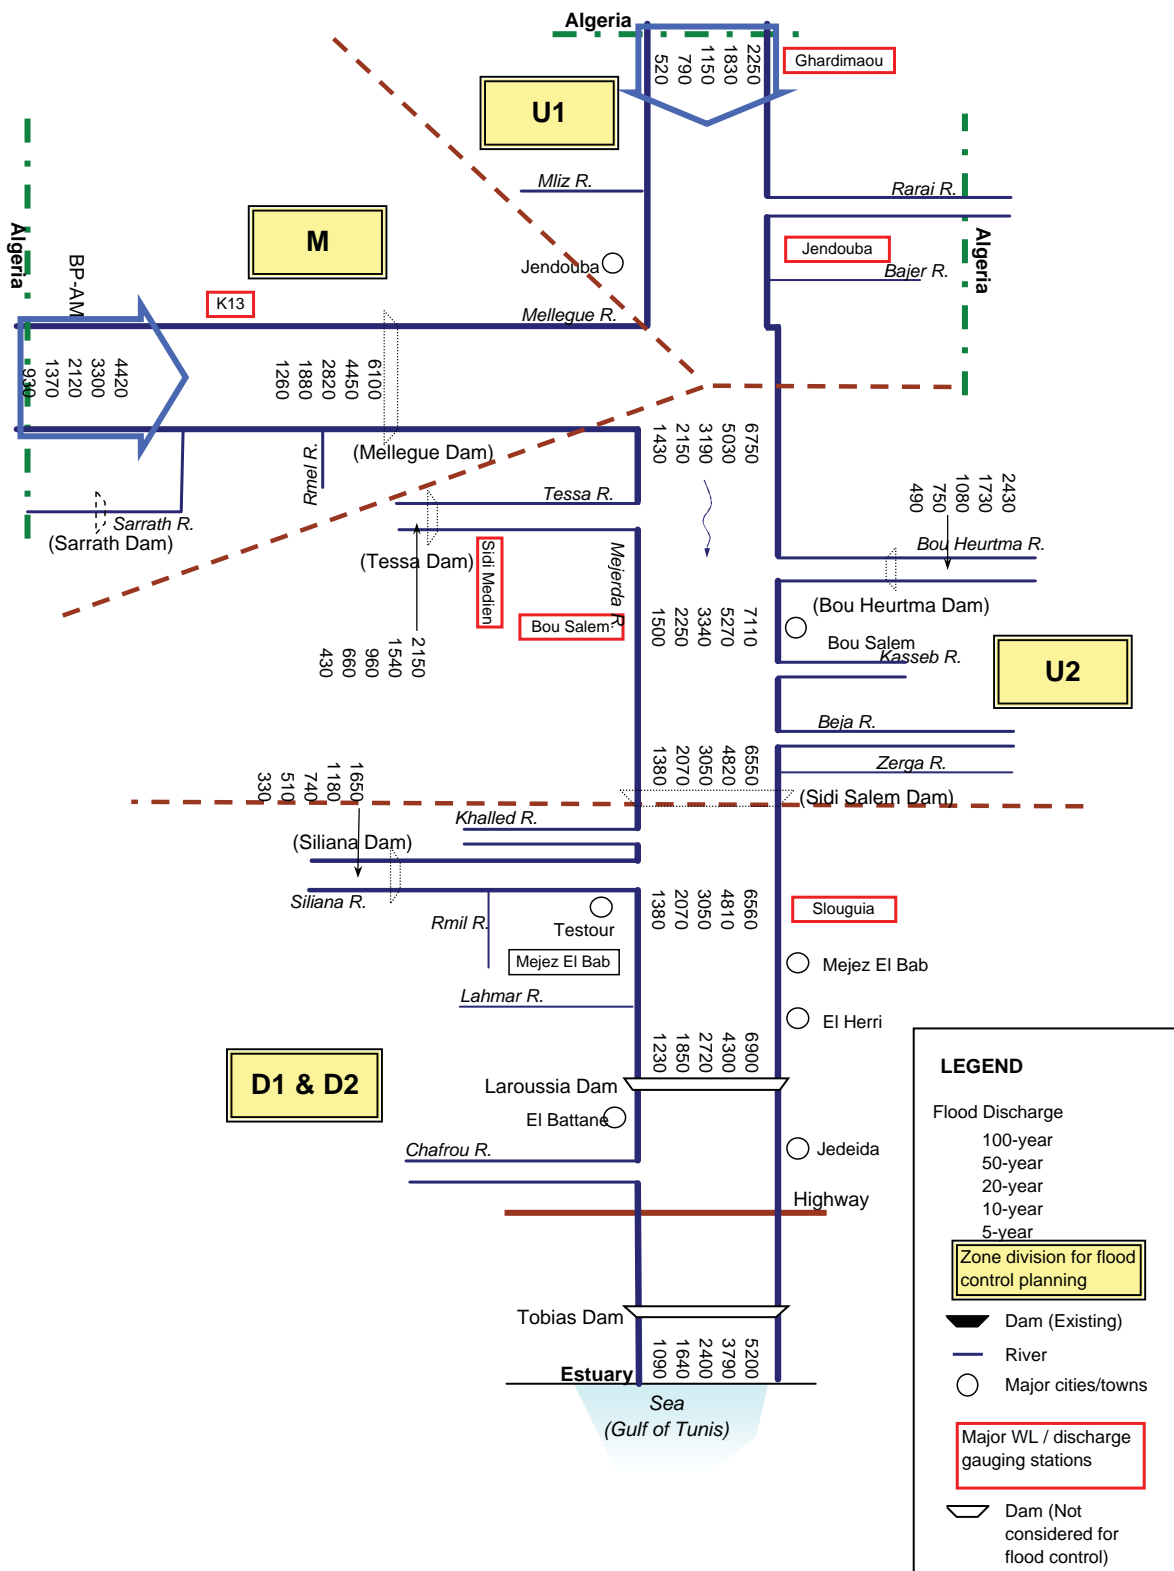 Algeria
2250
1830
1150
790
520
Ghardimaou
U1
Mliz R.
Rarai R.
Algeria
M
Jendouba
Jendouba
Bajer R.
Algeria
BP-AM
K13
Mellegue R.
4420
3300
2120
1370
930
6100
4450
2820
1880
1260
(Mellegue Dam)
Rmel R.
Sarrath R.
(Sarrath Dam)
6750
5030
3190
2150
1430
Tessa R.
(Tessa Dam)
Sidi Medien
Mejerda R.
2430
1730
1080
750
490
Bou Heurtma R.
(Bou Heurtma Dam)
Bou Salem
7110
5270
3340
2250
1500
Bou Salem
Kasseb R.
2150
1540
960
660
430
U2
Beja R.
Zerga R.
6550
4820
3050
2070
1380
(Sidi Salem Dam)
1650
1180
740
510
330
Khalled R.
(Siliana Dam)
Siliana R.
Rmil R.
Testour
Mejez El Bab
6560
4810
3050
2070
1380
Slouguia
Mejez El Bab
Lahmar R.
El Herri
D1 & D2
6900
4300
2720
1850
1230
Laroussia Dam
El Battane
Chafrou R.
Jedeida
Highway
Tobias Dam
5200
3790
2400
1640
1090
Estuary
Sea
(Gulf of Tunis)
LEGEND
Flood Discharge
100-year
50-year
20-year
10-year
5-year
Zone division for flood
control planning
Dam (Existing)
River
Major cities/towns
Major WL / discharge
gauging stations
Dam (Not
considered for
flood control)